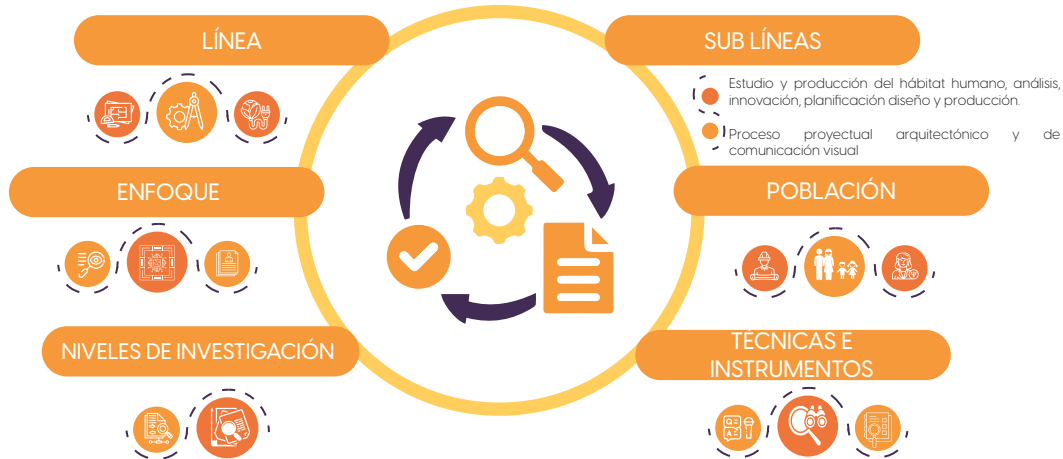 LÍNEA
SUB LÍNEAS
Estudio y producción del hábitat humano, análisis,
innovación, planificación diseño y producción.
Proceso proyectual arquitectónico y de
comunicación visual
ENFOQUE
POBLACIÓN
NIVELES DE INVESTIGACIÓN
TÉCNICAS E
INSTRUMENTOS
Q
A